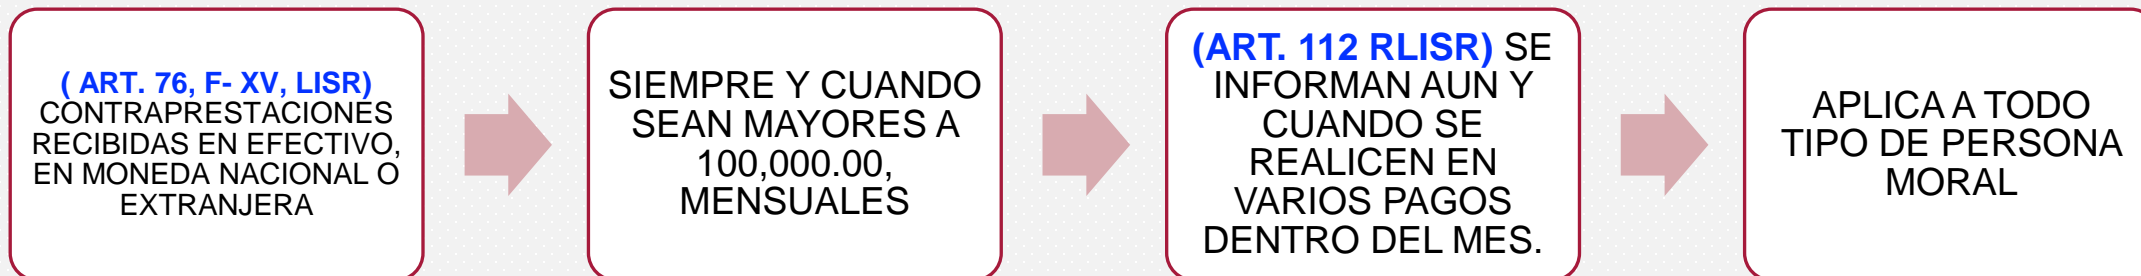 ( ART. 76, F- XV, LISR)
CONTRAPRESTACIONES
RECIBIDAS EN EFECTIVO,
EN MONEDA NACIONAL O
EXTRANJERA
SIEMPRE Y CUANDO
SEAN MAYORES A
100,000.00,
MENSUALES
(ART. 112 RLISR) SE
INFORMAN AUN Y
CUANDO SE
REALICEN EN
VARIOS PAGOS
DENTRO DEL MES.
APLICA A TODO
TIPO DE PERSONA
MORAL